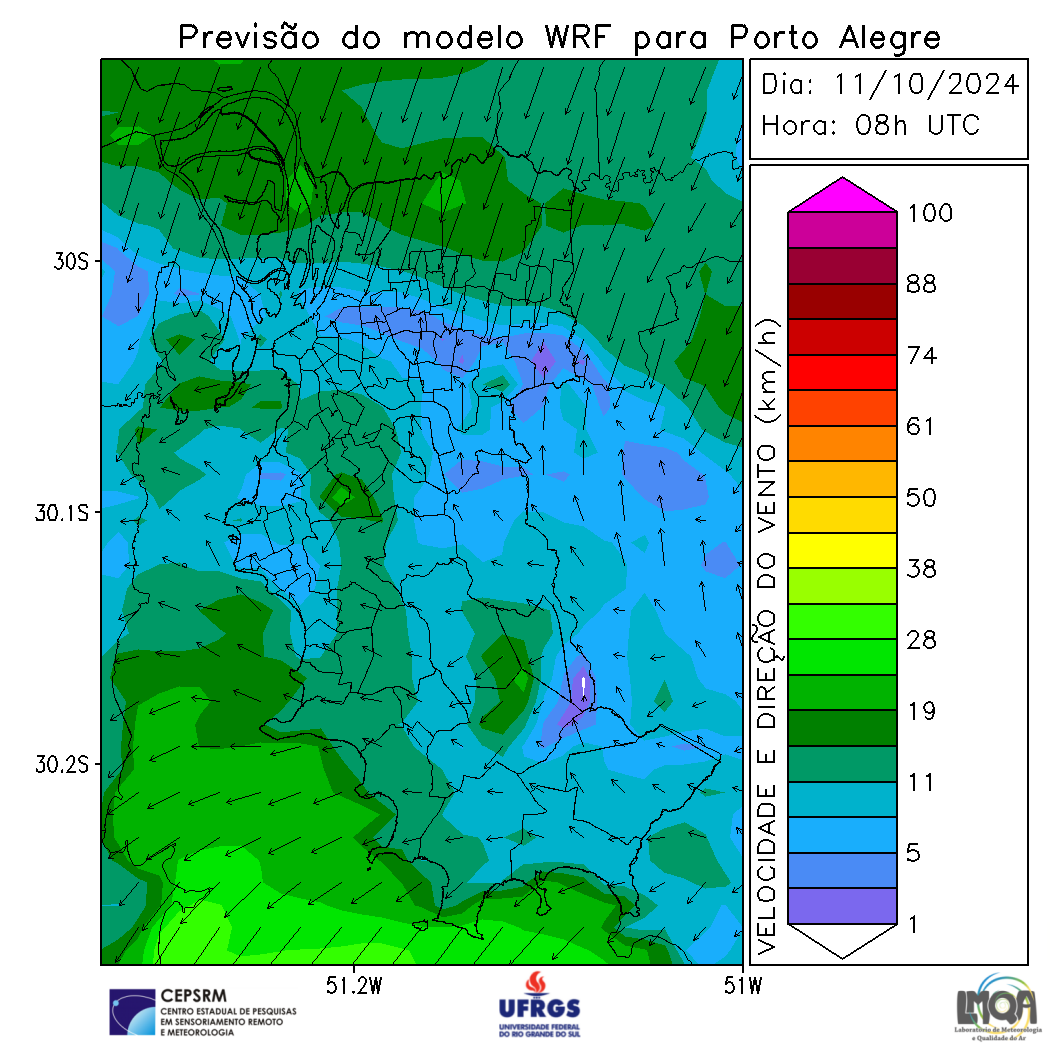 Previsão do modelo WRF para Porto Alegre
Dia: 11/10/2024
Hora: 08h UTC
30S
30.1S
30.2S
51.2W
51W
VELOCIDADE E DIREÇÃO DO VENTO (km/h)
100
88
74
61
50
38
28
19
11
5
1
CEPSRM
CENTRO ESTADUAL DE PESQUISAS
EM SENSORIAMENTO REMOTO
E METEOROLOGIA
UFRGS
UNIVERSIDADE FEDERAL
DO RIO GRANDE DO SUL
LMQA
Laboratório de Meteorologia
e Qualidade do Ar